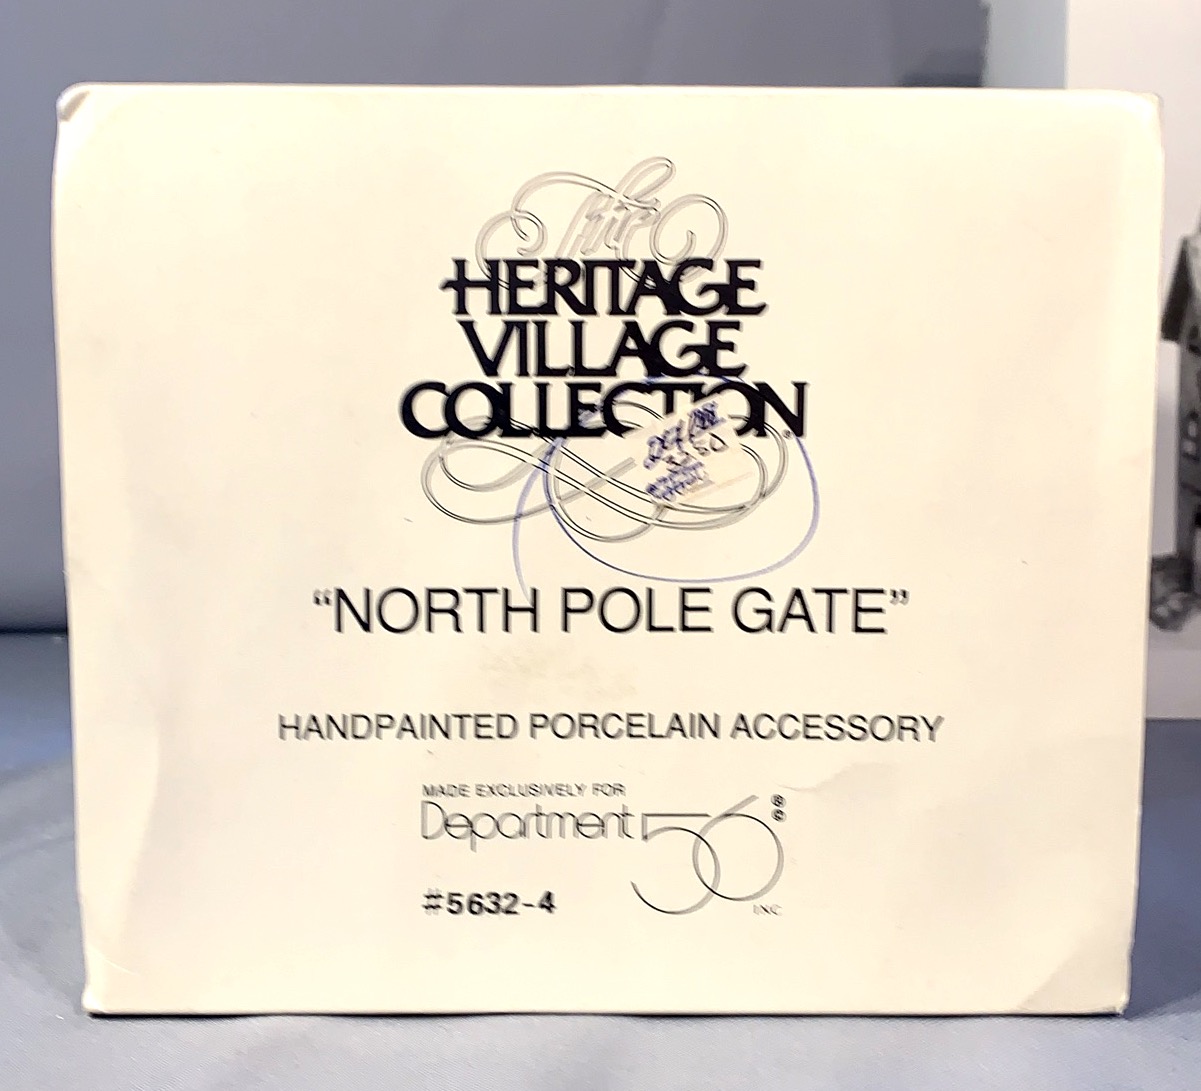 The
HERITAGE
VILLAGE
COLLECTION®
“NORTH POLE GATE”
HANDPAINTED PORCELAIN ACCESSORY
MADE EXCLUSIVELY FOR
Department 56 ® ©
INC
#5632-4